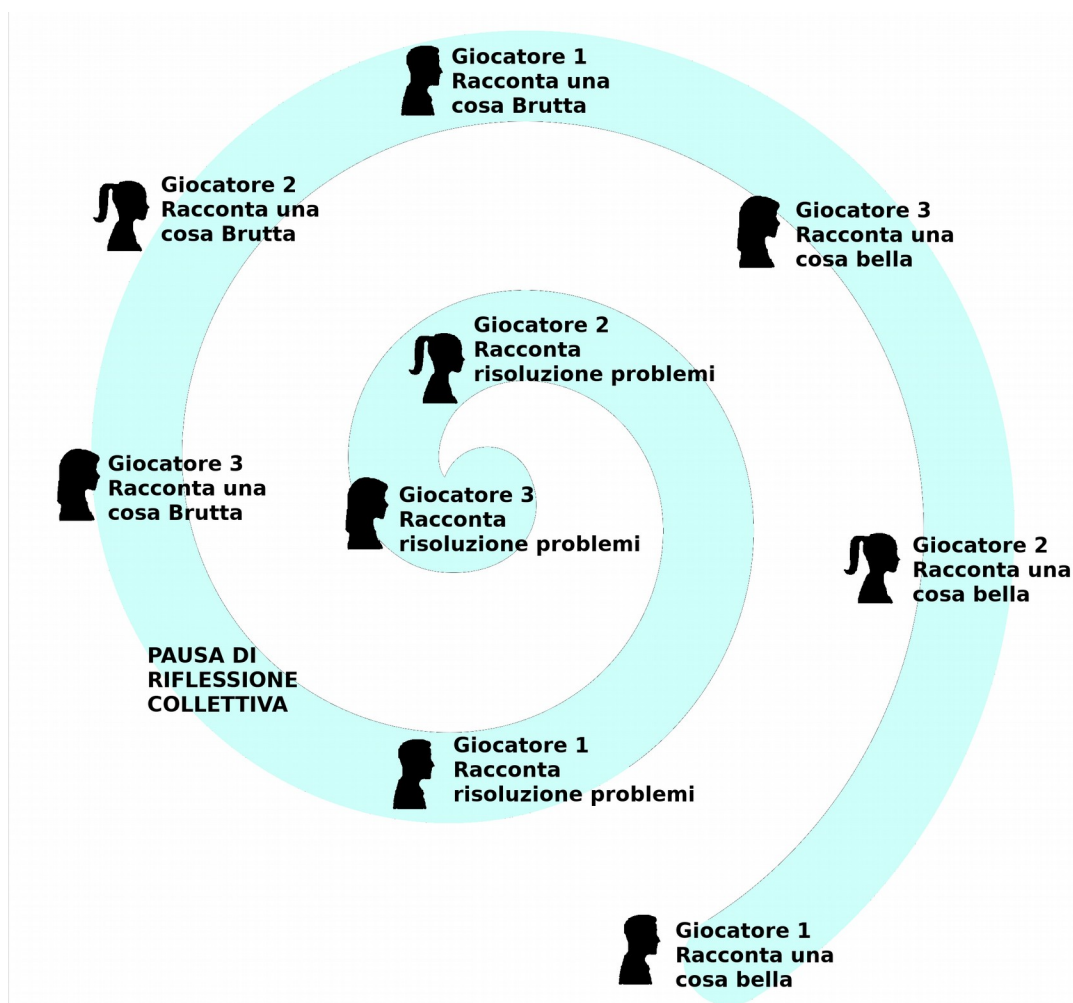 Giocatore 1
Racconta una
cosa Brutta
Giocatore 2
Racconta una
cosa Brutta
Giocatore 3
Racconta una
cosa bella
Giocatore 2
Racconta
risoluzione problemi
Giocatore 3
Racconta una
cosa Brutta
Giocatore 3
Racconta
risoluzione problemi
Giocatore 2
Racconta una
cosa bella
PAUSA DI
RIFLESSIONE
COLLETTIVA
Giocatore 1
Racconta
risoluzione problemi
Giocatore 1
Racconta una
cosa bella